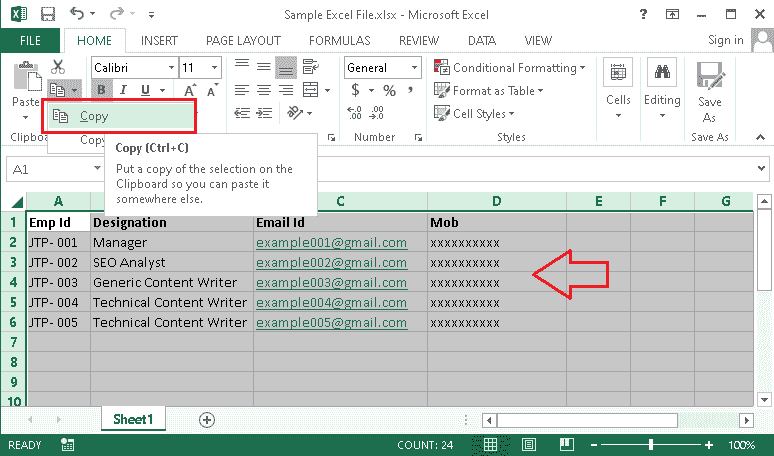 Sample Excel File.xlsx - Microsoft Excel
FILE HOME INSERT PAGE LAYOUT FORMULAS REVIEW DATA VIEW Sign in
Paste
Calibri 11
B I U A A
General
$ % ,
Conditional Formatting
Format as Table
Cell Styles
Cells
Editing
Save
As
Clipb Number Styles Save As
Copy
Copy
Copy (Ctrl+C)
Put a copy of the selection on the
Clipboard so you can paste it
somewhere else.
A1
A C D E F G
1 Emp Id Designation Email Id Mob
2 JTP- 001 Manager example001@gmail.com xxxxxxxxxx
3 JTP- 002 SEO Analyst example002@gmail.com xxxxxxxxxx
4 JTP- 003 Generic Content Writer example003@gmail.com xxxxxxxxxx
5 JTP- 004 Technical Content Writer example004@gmail.com xxxxxxxxxx
6 JTP- 005 Technical Content Writer example005@gmail.com xxxxxxxxxx
7
8
9
10
Sheet1
READY COUNT: 24 100%